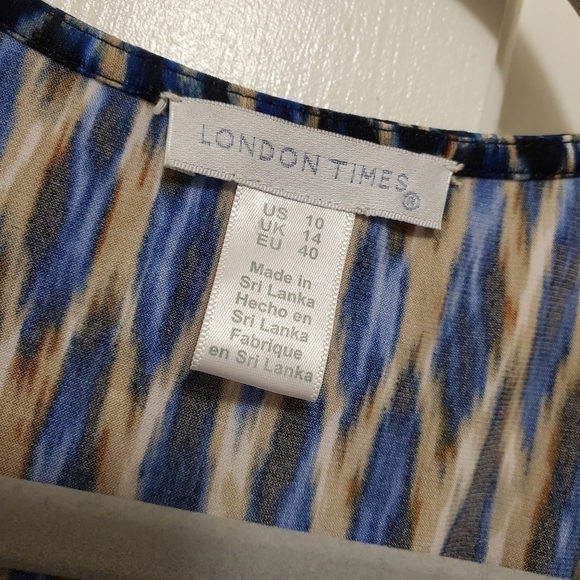 LONDON TIMES®
US 10
UK 14
EU 40
Made in
Sri Lanka
Hecho en
Sri Lanka
Fabrique
en Sri Lanka